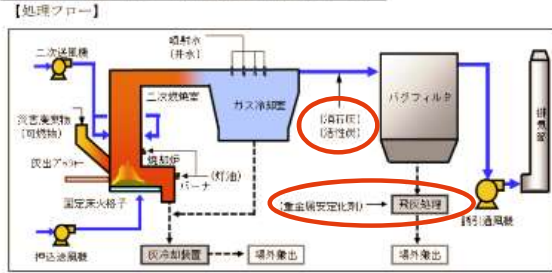 【処理フロー】
二次送風機
噴射水
(井水)
二次燃焼室
ガス冷却室
(消石灰)
(活性炭)
バグフィルタ
排気筒
災害廃棄物
(可燃物)
灰出プッシャー
焼却炉
(灯油)
バーナ
固定床火格子
(重金属安定化剤)
飛灰処理
誘引通風機
押込送風機
灰冷却装置
場外搬出
場外搬出